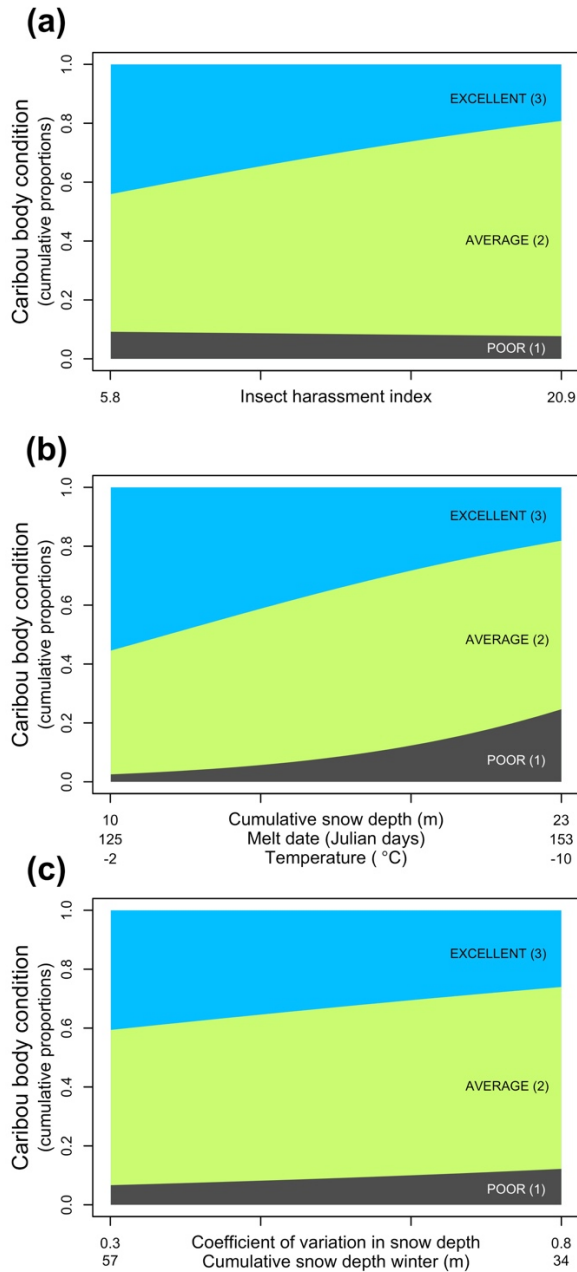 (a)
Caribou body condition
(cumulative proportions)
1.0
0.8
0.6
0.4
0.2
0.0
EXCELLENT (3)
AVERAGE (2)
POOR (1)
5.8 Insect harassment index 20.9
(b)
Caribou body condition
(cumulative proportions)
1.0
0.8
0.6
0.4
0.2
0.0
EXCELLENT (3)
AVERAGE (2)
POOR (1)
10 Cumulative snow depth (m) 23
125 Melt date (Julian days) 153
-2 Temperature ( °C) -10
(c)
Caribou body condition
(cumulative proportions)
1.0
0.8
0.6
0.4
0.2
0.0
EXCELLENT (3)
AVERAGE (2)
POOR (1)
0.3 Coefficient of variation in snow depth 0.8
57 Cumulative snow depth winter (m) 34